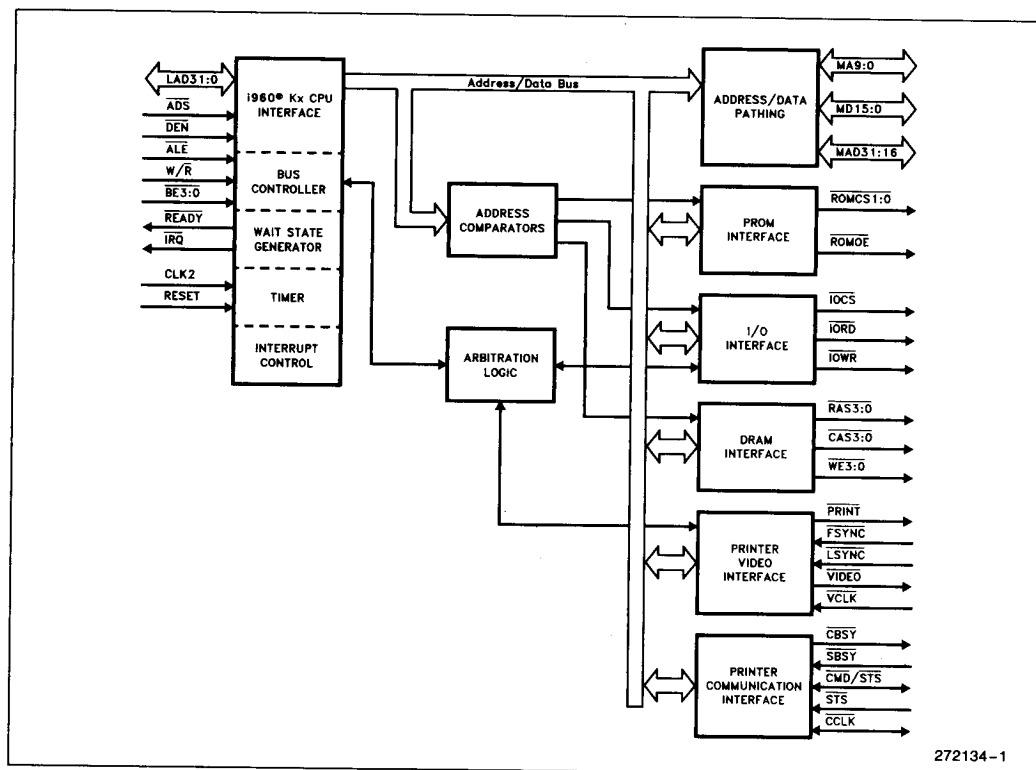 LAD31:0
ADS
DEN
ALE
W/R
BE3:0
READY
IRQ
CLK2
RESET
i960® Kx CPU
INTERFACE
BUS
CONTROLLER
WAIT STATE
GENERATOR
TIMER
INTERRUPT
CONTROL
Address/Data Bus
ADDRESS
COMPARATORS
ARBITRATION
LOGIC
ADDRESS/DATA
PATHING
MA9:0
MD15:0
MAD31:16
PROM
INTERFACE
ROMCS1:0
ROMOE
I/O
INTERFACE
IOCS
IORD
IOWR
DRAM
INTERFACE
RAS3:0
CAS3:0
WE3:0
PRINTER
VIDEO
INTERFACE
PRINT
FSYNC
LSYNC
VIDEO
VCLK
PRINTER
COMMUNICATION
INTERFACE
CBSY
SBSY
CMD/STS
STS
CCLK
272134-1